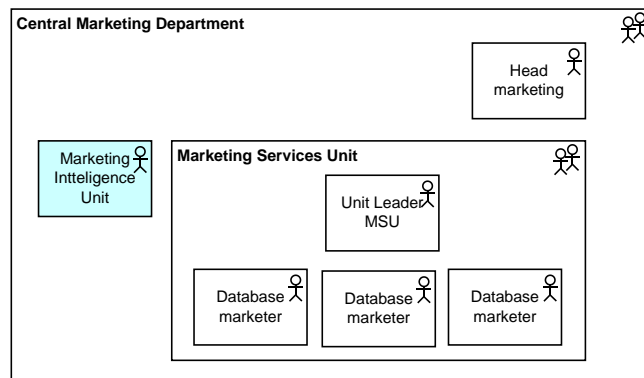 Central Marketing Department
Head
marketing
Marketing
Intteligence
Unit
Marketing Services Unit
Unit Leader
MSU
Database
marketer
Database
marketer
Database
marketer